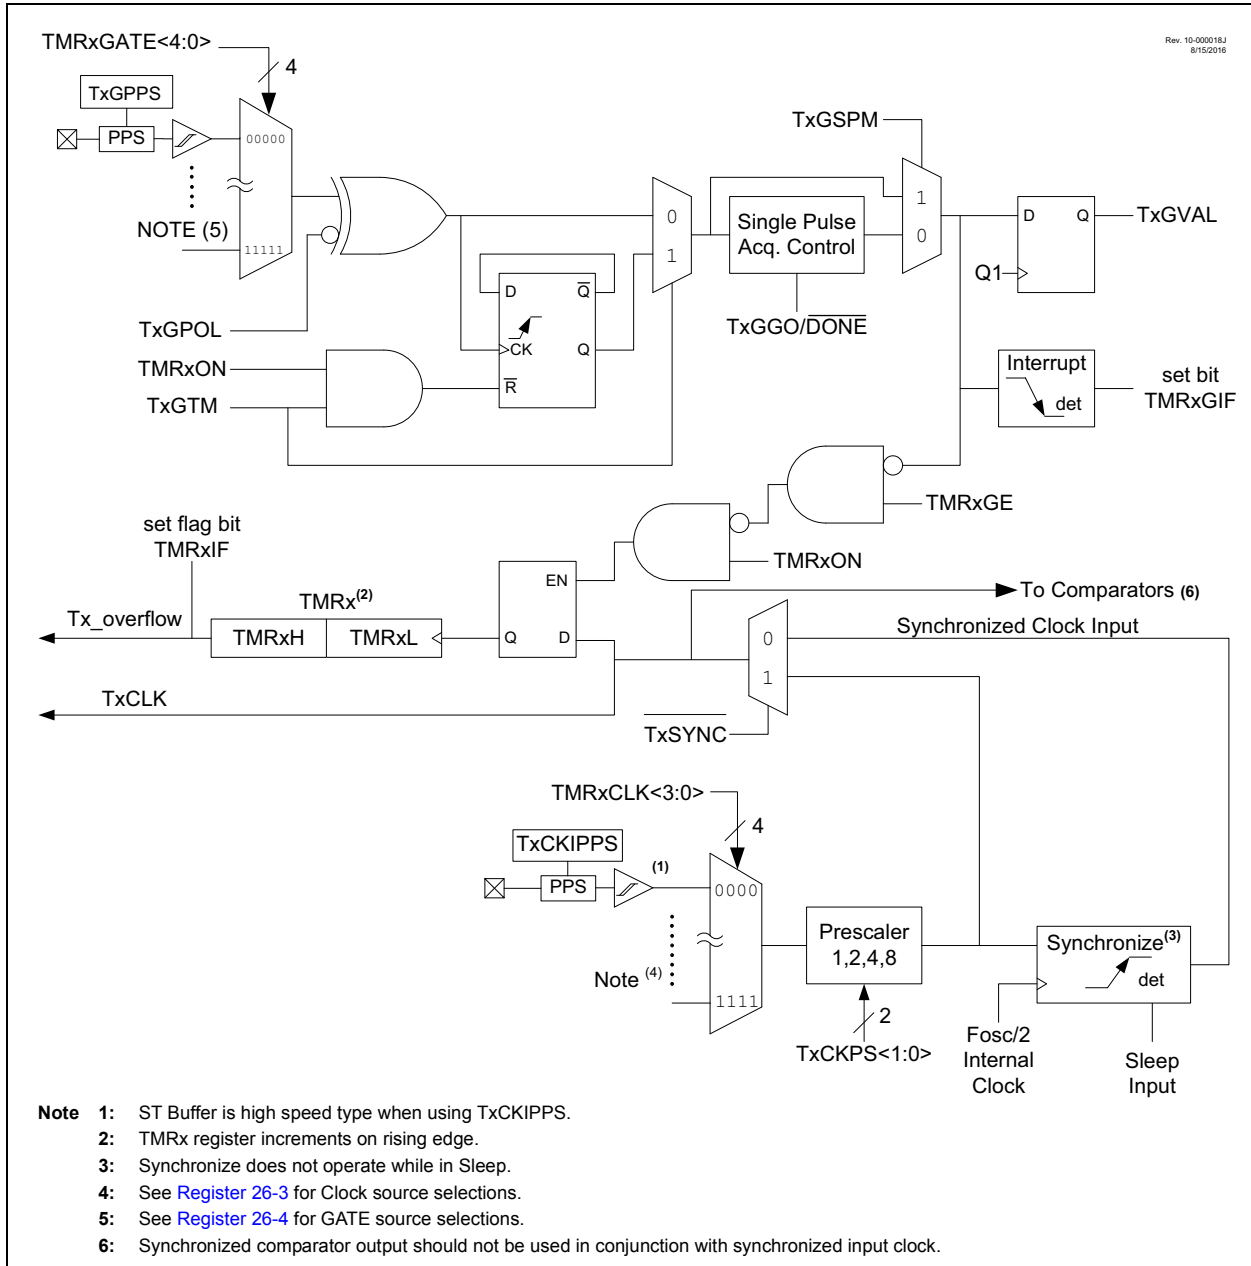 Rev. 10-000018J
8/15/2016
TMRxGATE<4:0>
4
TxGPPS
PPS
00000
NOTE (5)
11111
TxGPOL
TMRxON
TxGTM
D
Q
CK
Q
R
0
1
TxGSPM
Single Pulse
Acq. Control
TxGGO/DONE
1
0
D
Q
Q1
TxGVAL
Interrupt
det
set bit
TMRxGIF
TMRxGE
TMRxON
set flag bit
TMRxIF
Tx_overflow
TMRx(2)
TMRxH
TMRxL
EN
Q
D
To Comparators (6)
Synchronized Clock Input
0
1
TxCLK
TxSYNC
TMRxCLK<3:0>
4
TxCKIPPS
PPS
(1)
0000
Note (4)
1111
Prescaler
1,2,4,8
2
TxCKPS<1:0>
Synchronize(3)
det
Fosc/2
Internal
Clock
Sleep
Input
Note 1: ST Buffer is high speed type when using TxCKIPPS.
2: TMRx register increments on rising edge.
3: Synchronize does not operate while in Sleep.
4: See Register 26-3 for Clock source selections.
5: See Register 26-4 for GATE source selections.
6: Synchronized comparator output should not be used in conjunction with synchronized input clock.